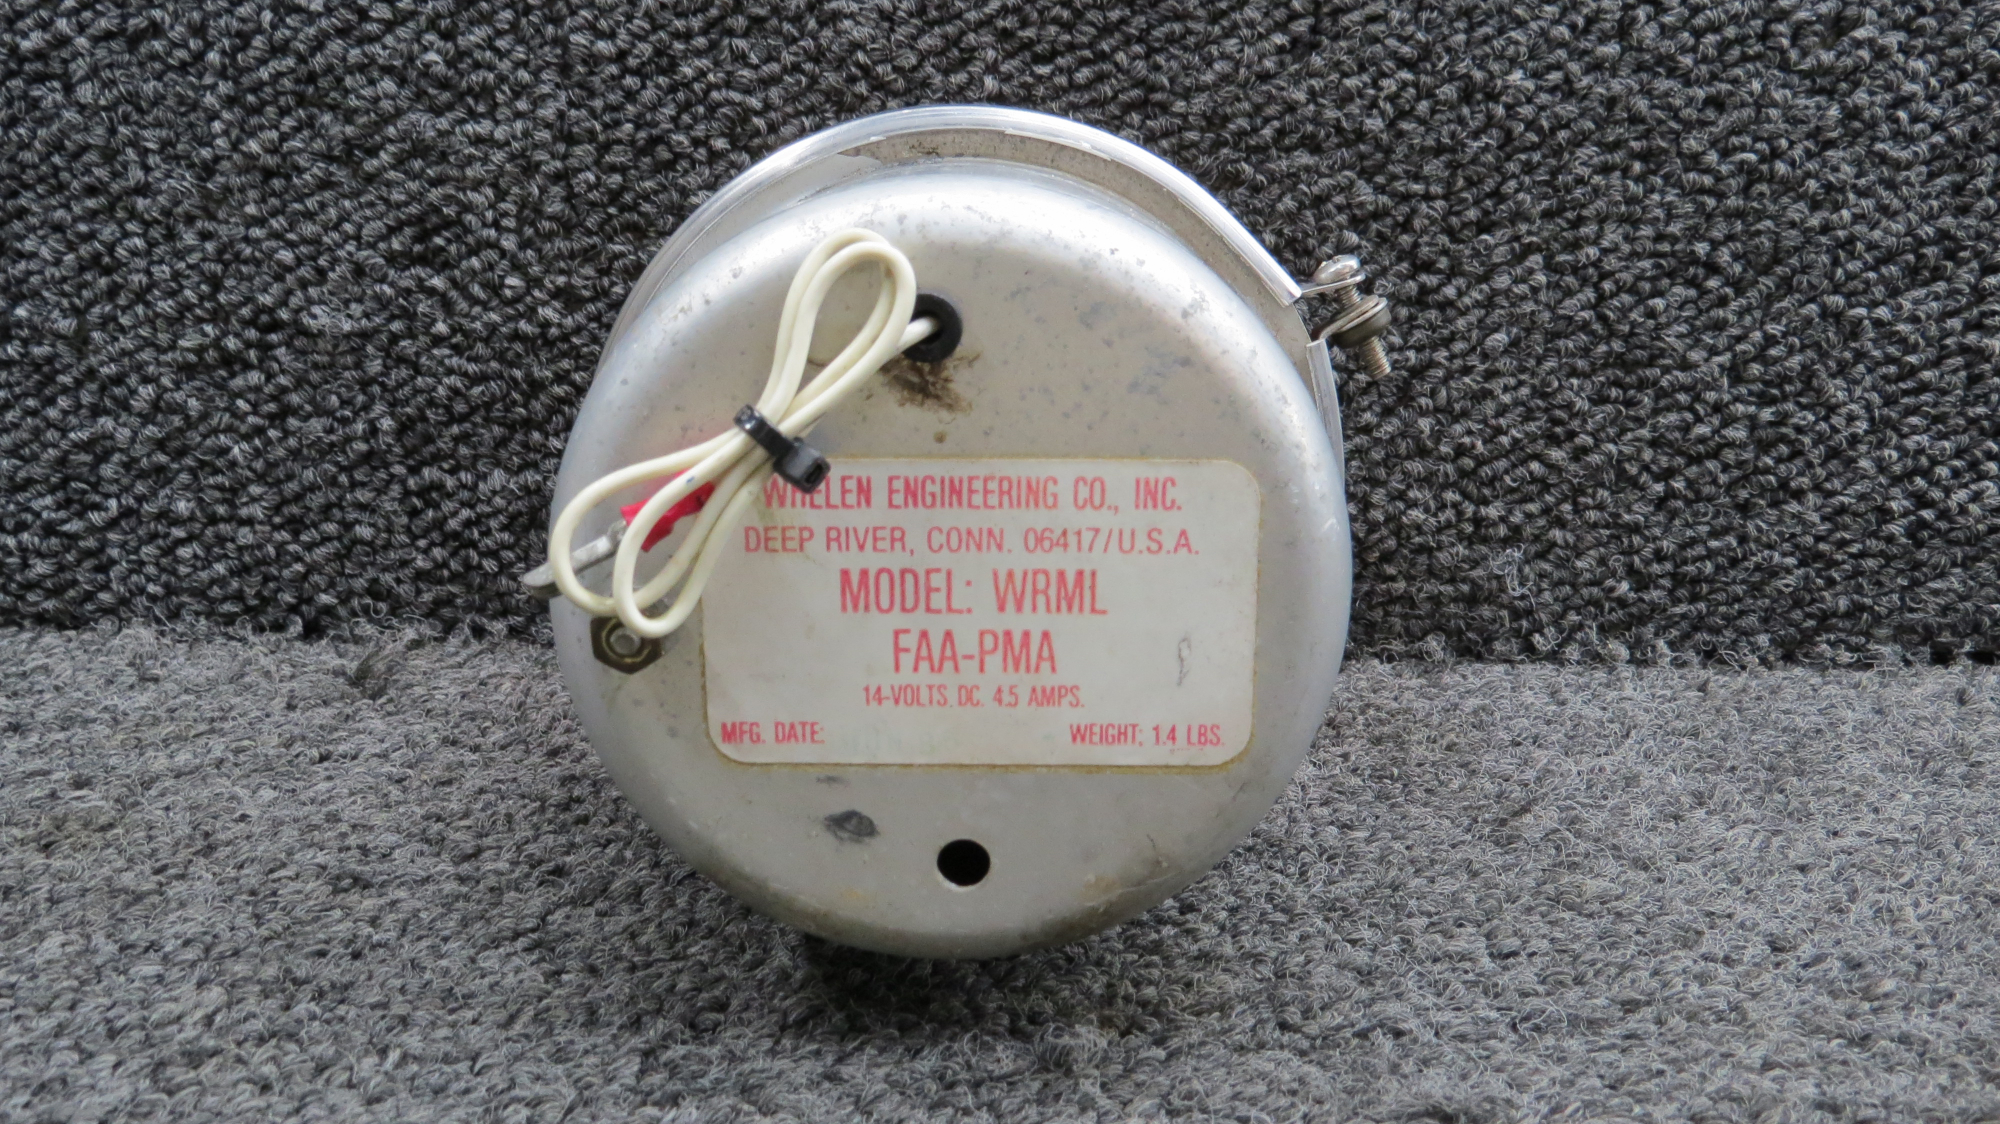 WHELEN ENGINEERING CO., INC.
DEEP RIVER, CONN. 06417/U.S.A.
MODEL: WRML
FAA-PMA
14-VOLTS. DC. 4.5 AMPS.
MFG. DATE: WEIGHT: 1.4 LBS.